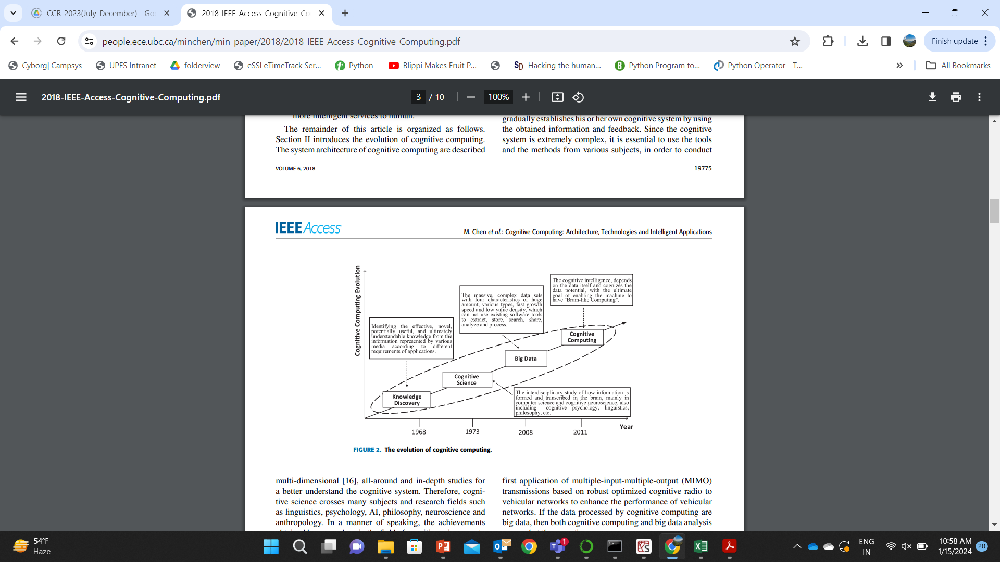 CCR-2023(July-December) - Go
2018-IEEE-Access-Cognitive-Co
people.ece.ubc.ca/minchen/min_paper/2018/2018-IEEE-Access-Cognitive-Computing.pdf
Finish update
Cyborg| Campsys
UPES Intranet
folderview
eSSI eTimeTrack Ser...
Python
Blippi Makes Fruit P...
Hacking the human...
Python Program to...
Python Operator - T...
All Bookmarks
2018-IEEE-Access-Cognitive-Computing.pdf
3 / 10
100%
more intelligent services to human.
The remainder of this article is organized as follows.
Section II introduces the evolution of cognitive computing.
The system architecture of cognitive computing are described
gradually establishes his or her own cognitive system by using
the obtained information and feedback. Since the cognitive
system is extremely complex, it is essential to use the tools
and the methods from various subjects, in order to conduct
VOLUME 6, 2018
19775
IEEE Access
M. Chen et al.: Cognitive Computing: Architecture, Technologies and Intelligent Applications
Cognitive Computing Evolution
The cognitive intelligence, depends
on the data itself and cognizes the
data potential, with the ultimate
goal of enabling the machine to
have "Brain-like Computing".
The massive, complex data sets
with four characteristics of huge
amount, various types, fast growth
speed and low value density, which
can not use existing software tools
to extract, store, search, share,
analyze and process.
Identifying the effective, novel,
potentially useful, and ultimately
understandable knowledge from the
information represented by various
media according to different
requirements of applications.
Cognitive
Computing
Big Data
Cognitive
Science
Knowledge
Discovery
The interdisciplinary study of how information is
formed and transcribed in the brain, mainly in
computer science and cognitive neuroscience, also
including cognitive psychology, linguistics,
philosophy, etc.
1968
1973
2008
2011
Year
FIGURE 2. The evolution of cognitive computing.
multi-dimensional [16], all-around and in-depth studies for
a better understand the cognitive system. Therefore, cogni-
tive science crosses many subjects and research fields such
as linguistics, psychology, AI, philosophy, neuroscience and
anthropology. In a manner of speaking, the achievements
first application of multiple-input-multiple-output (MIMO)
transmissions based on robust optimized cognitive radio to
vehicular networks to enhance the performance of vehicular
networks. If the data processed by cognitive computing are
big data, then both cognitive computing and big data analysis
54°F
Haze
1
ENG
IN
10:58 AM
1/15/2024
20